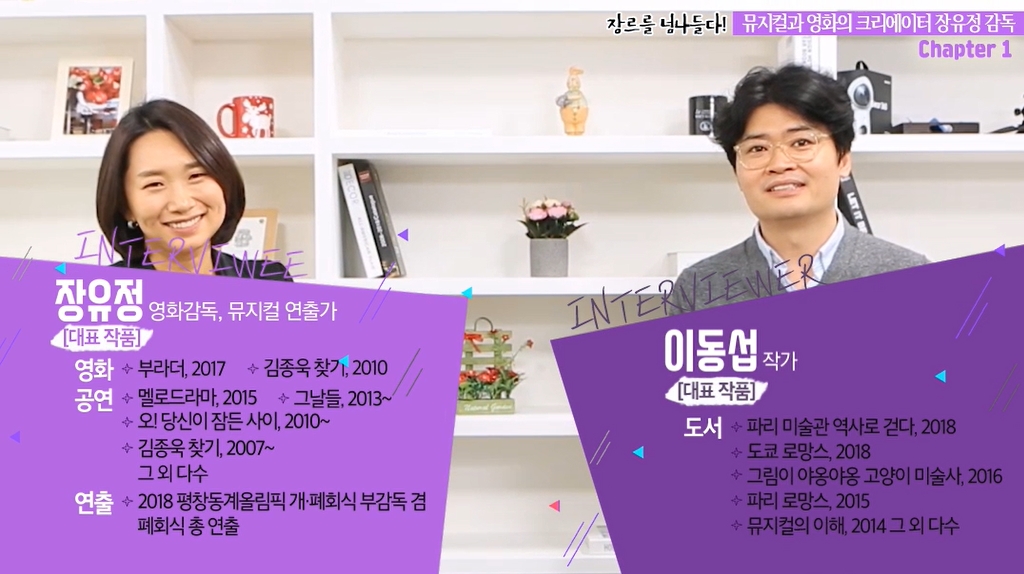 장르를 넘나들다! 뮤지컬과 영화의 크리에이터 장유정 감독
Chapter 1
INTERVIWEE
장유정 영화감독, 뮤지컬 연출가
[대표 작품]
영화 부라더, 2017 김종욱 찾기, 2010
공연 멜로드라마, 2015 그날들, 2013~
오! 당신이 잠든 사이, 2010~
김종욱 찾기, 2007~
그 외 다수
연출 2018 평창동계올림픽 개·폐회식 부감독 겸
폐회식 총 연출
INTERVIEWER
이동섭 작가
[대표 작품]
도서 파리 미술관 역사로 걷다, 2018
도쿄 로망스, 2018
그림이 야옹야옹 고양이 미술사, 2016
파리 로망스, 2015
뮤지컬의 이해, 2014 그 외 다수
Natural Garden